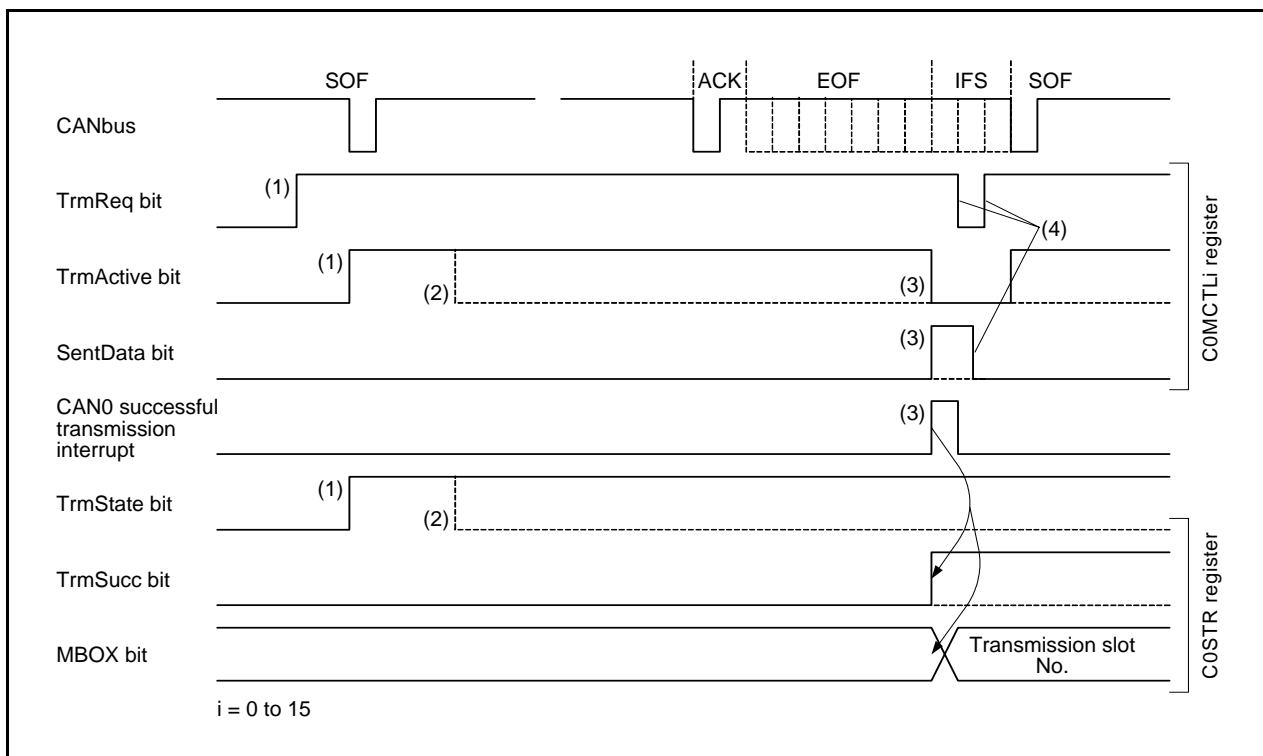 SOF ACK EOF IFS SOF
CANbus
TrmReq bit (1) (4)
TrmActive bit (1) (2) (3)
SentData bit (3)
C0MCTLi register
CAN0 successful
transmission
interrupt
(3)
TrmState bit (1) (2)
TrmSucc bit
MBOX bit
Transmission slot
No.
C0STR register
i = 0 to 15